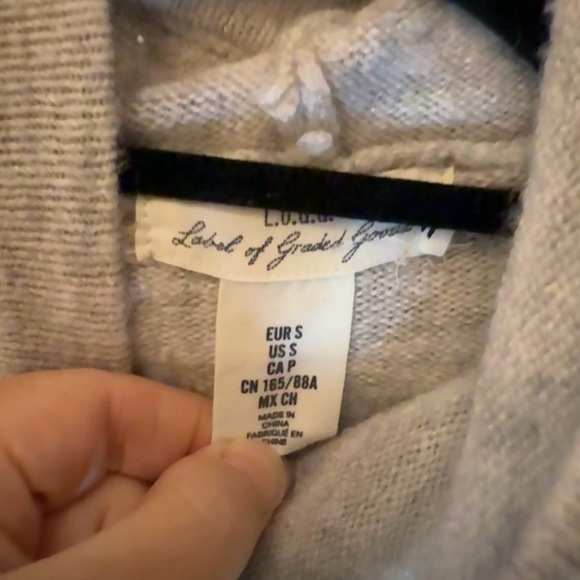 L.O.G.G.
Label of Graded Goods
EUR S
US S
CA P
CN 165/88A
MX CH
MADE IN
CHINA
FABRIQUÉ EN
CHINE